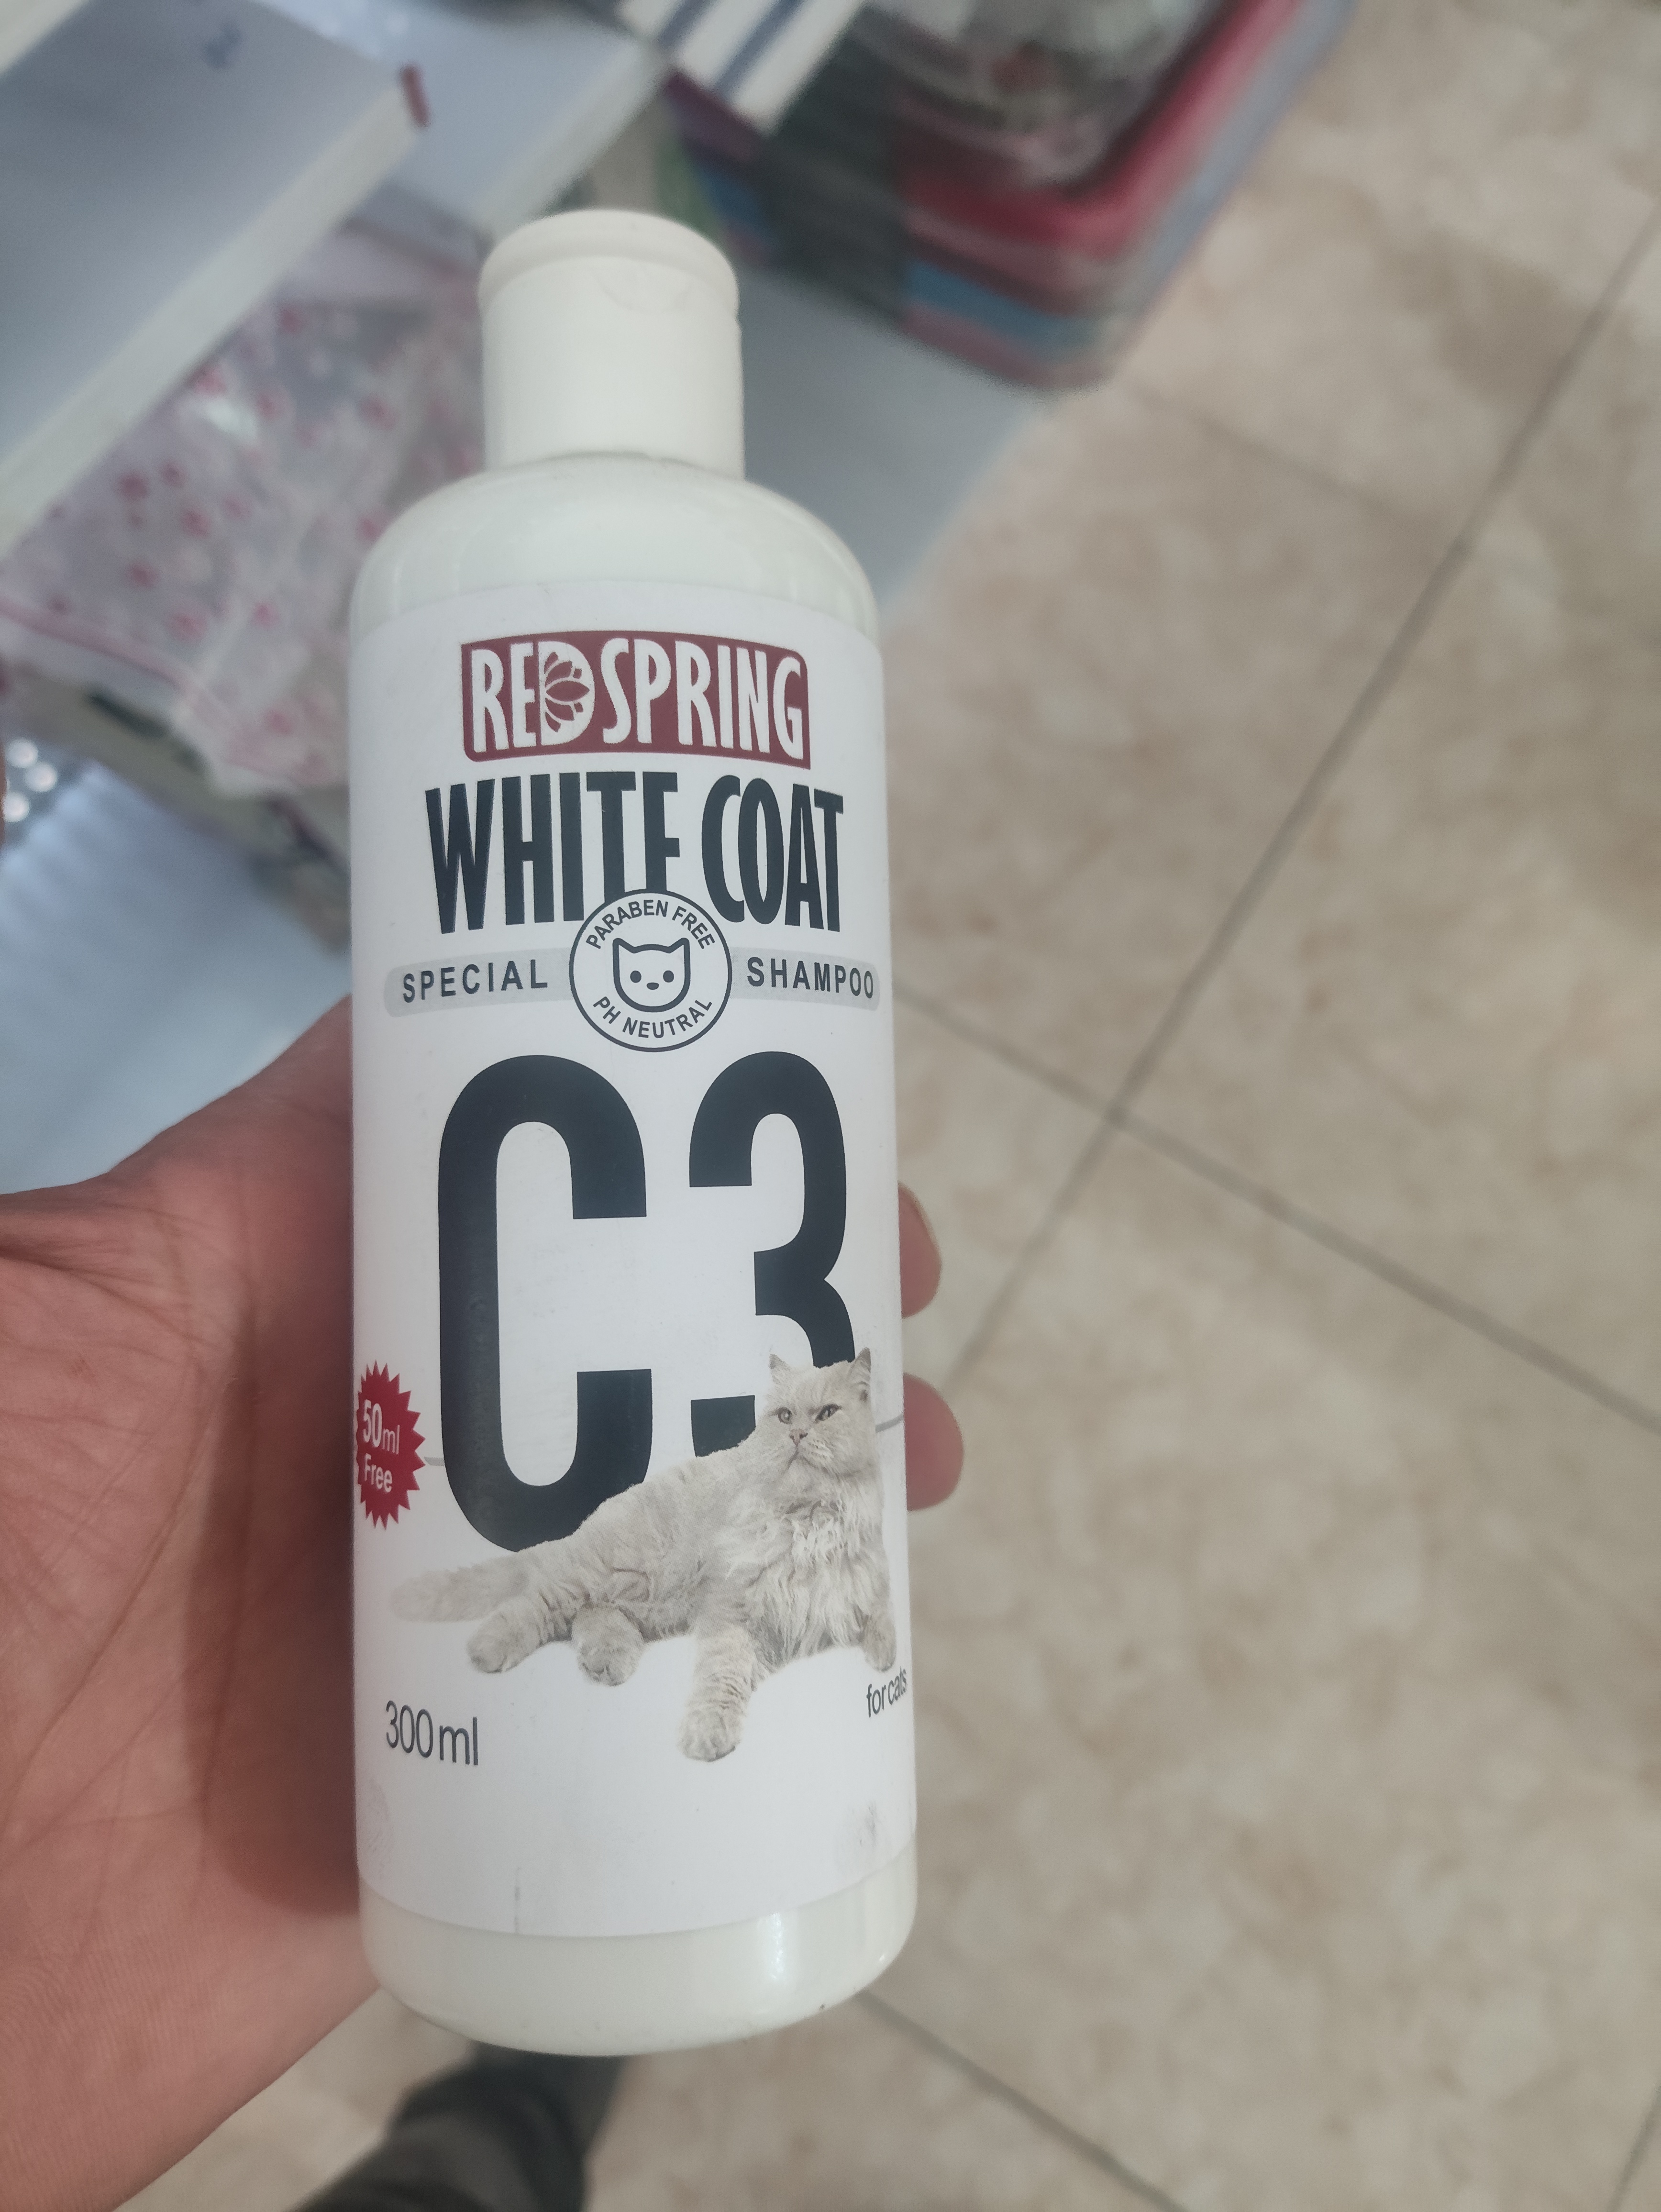 REDSPRING
WHITE COAT
PARABEN FREE
SPECIAL SHAMPOO
PH NEUTRAL
C3
50ml
Free
for cats
300ml